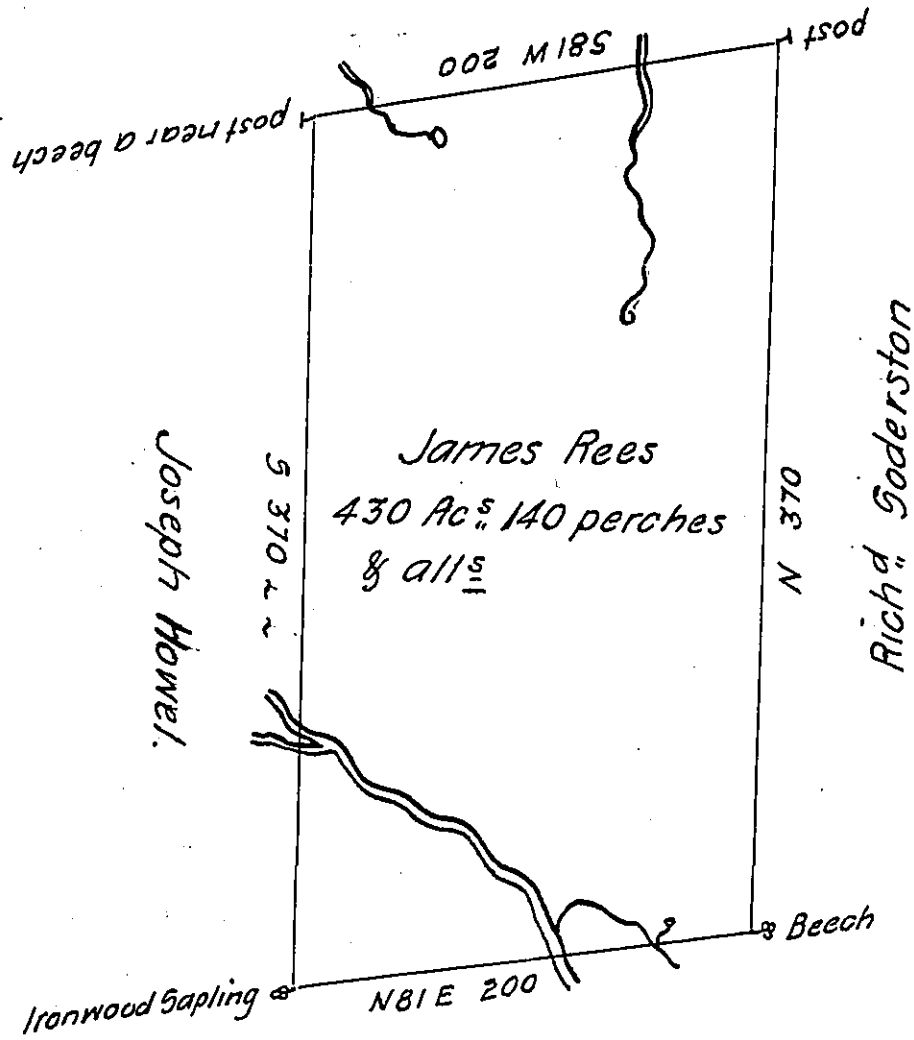 post
S81W 200
post near a beech
Joseph Howel.
S 370
James Rees
430 Acs 140 perches
& alls
N 370
Richd Soderston
Beech
N81E 200
Ironwood Sapling